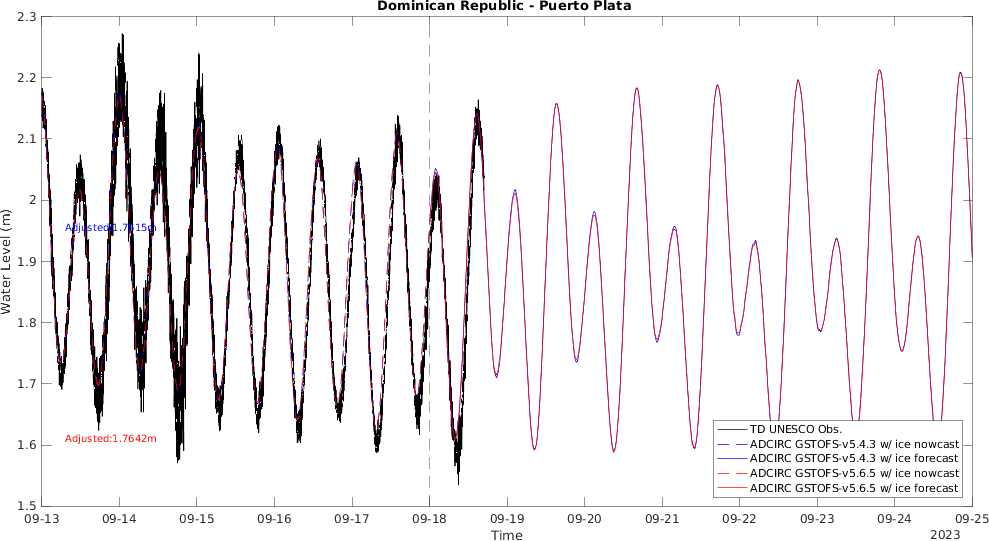 Dominican Republic - Puerto Plata
2.3
2.2
2.1
2
1.9
1.8
1.7
1.6
1.5
Water Level (m)
Adjusted:1.7615m
Adjusted:1.7642m
TD UNESCO Obs.
ADCIRC GSTOFS-v5.4.3 w/ ice nowcast
ADCIRC GSTOFS-v5.4.3 w/ ice forecast
ADCIRC GSTOFS-v5.6.5 w/ ice nowcast
ADCIRC GSTOFS-v5.6.5 w/ ice forecast
09-13 09-14 09-15 09-16 09-17 09-18 09-19 09-20 09-21 09-22 09-23 09-24 09-25
Time
2023